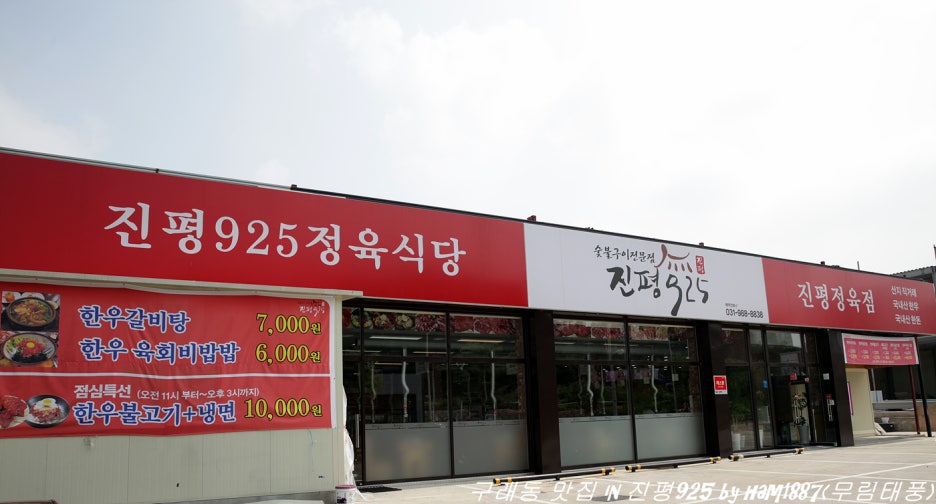 진평925정육식당
숯불구이전문점
진평925
031-988-8838
진평정육점
산지 직거래
국내산 한우
국내산 한돈
한우갈비탕 7,000원
한우 육회비빔밥 6,000원
점심특선 (오전 11시 부터~오후 3시까지)
한우불고기+냉면 10,000원
구래동 맛집 IN 진평925 by HaMi887(무림태풍)